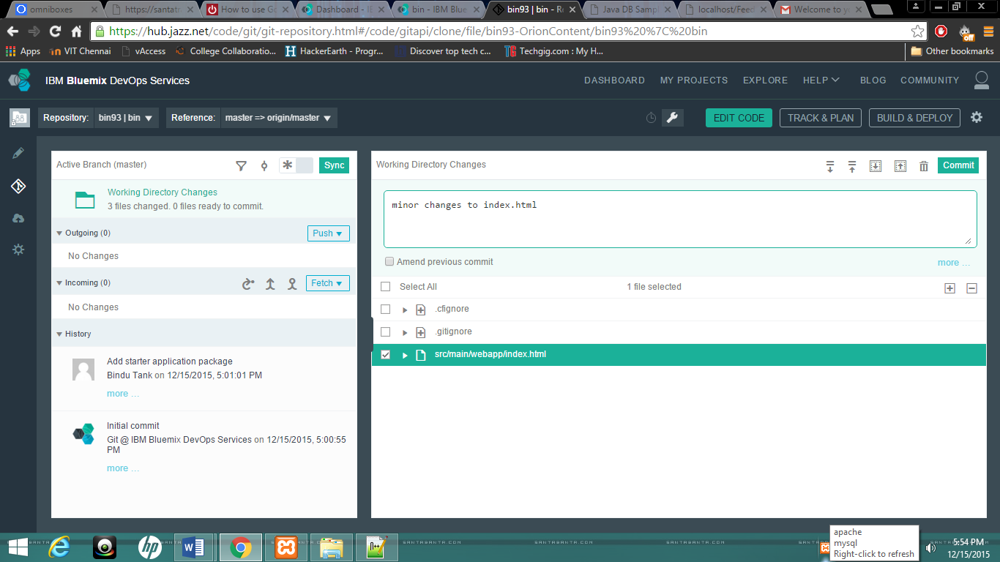 omniboxes
https://santatr
How to use Ge
Dashboard - IB
bin - IBM Blue
bin93 | bin - Re
Java DB Sampl
localhost/Feed
Welcome to yo
https://hub.jazz.net/code/git/git-repository.html#/code/gitapi/clone/file/bin93-OrionContent/bin93%20%7C%20bin
off
Apps
VIT Chennai
vAccess
College Collaboratio...
H HackerEarth - Progr...
Discover top tech c...
TG Techgig.com : My H...
Other bookmarks
IBM Bluemix DevOps Services
DASHBOARD
MY PROJECTS
EXPLORE
HELP
BLOG
COMMUNITY
Repository:
bin93 | bin
Reference:
master => origin/master
EDIT CODE
TRACK & PLAN
BUILD & DEPLOY
Active Branch (master)
Sync
Working Directory Changes
3 files changed. 0 files ready to commit.
Outgoing (0)
Push
No Changes
Incoming (0)
Fetch
No Changes
History
Add starter application package
Bindu Tank on 12/15/2015, 5:01:01 PM
more ...
Initial commit
Git @ IBM Bluemix DevOps Services on 12/15/2015, 5:00:55
PM
more ...
Working Directory Changes
Commit
minor changes to index.html
Amend previous commit
more ...
Select All
1 file selected
.cfignore
.gitignore
src/main/webapp/index.html
apache
mysql
Right-click to refresh
5:54 PM
12/15/2015